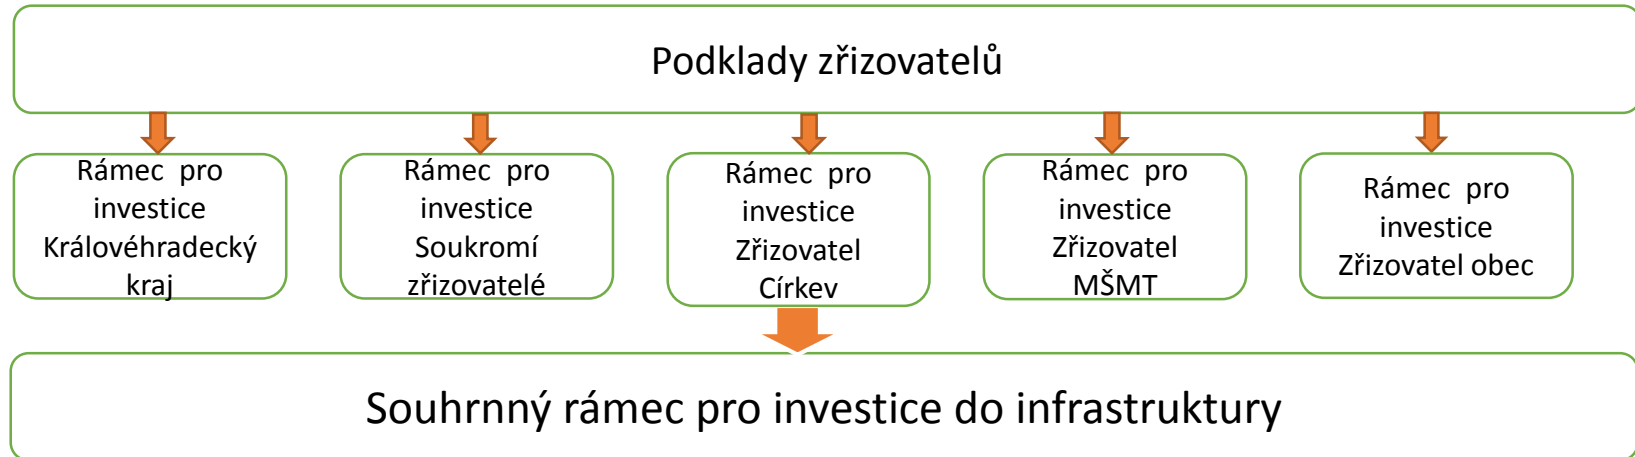 Podklady zřizovatelů
Rámec pro
investice
Královéhradecký
kraj
Rámec pro
investice
Soukromí
zřizovatelé
Rámec pro
investice
Zřizovatel
Církev
Rámec pro
investice
Zřizovatel
MŠMT
Rámec pro
investice
Zřizovatel obec
Souhrnný rámec pro investice do infrastruktury